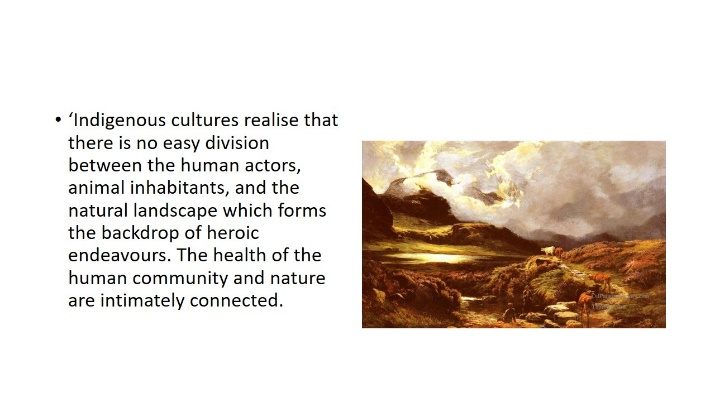 • ‘Indigenous cultures realise that
there is no easy division
between the human actors,
animal inhabitants, and the
natural landscape which forms
the backdrop of heroic
endeavours. The health of the
human community and nature
are intimately connected.